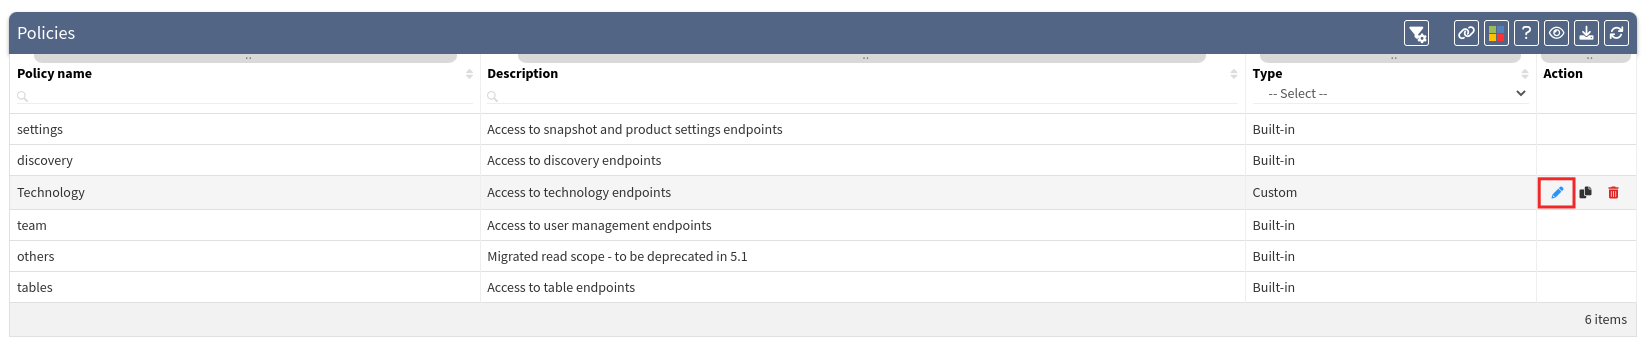 Policies
?
Policy name Description Type Action
-- Select --
settings Access to snapshot and product settings endpoints Built-in
discovery Access to discovery endpoints Built-in
Technology Access to technology endpoints Custom
team Access to user management endpoints Built-in
others Migrated read scope - to be deprecated in 5.1 Built-in
tables Access to table endpoints Built-in
6 items